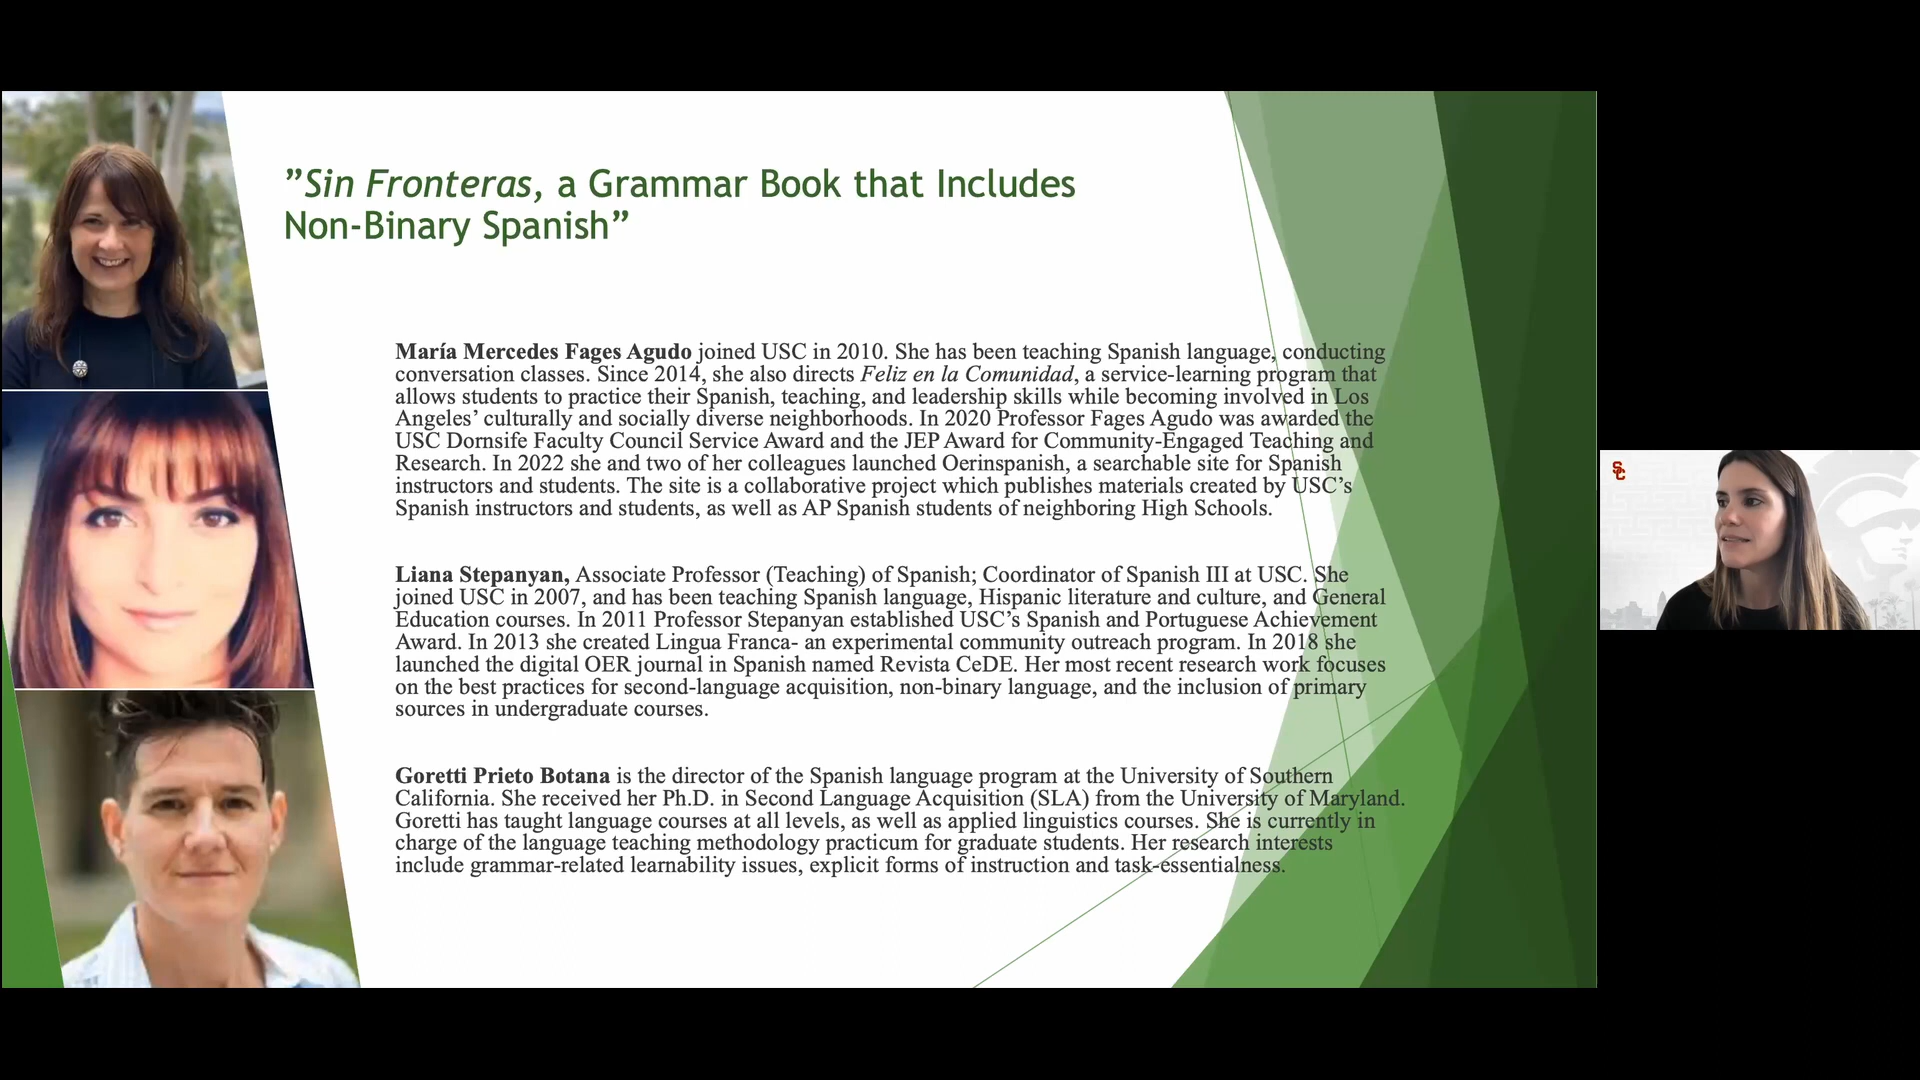 ”Sin Fronteras, a Grammar Book that Includes
Non-Binary Spanish”
María Mercedes Fages Agudo joined USC in 2010. She has been teaching Spanish language, conducting
conversation classes. Since 2014, she also directs Feliz en la Comunidad, a service-learning program that
allows students to practice their Spanish, teaching, and leadership skills while becoming involved in Los
Angeles’ culturally and socially diverse neighborhoods. In 2020 Professor Fages Agudo was awarded the
USC Dornsife Faculty Council Service Award and the JEP Award for Community-Engaged Teaching and
Research. In 2022 she and two of her colleagues launched Oerinspanish, a searchable site for Spanish
instructors and students. The site is a collaborative project which publishes materials created by USC’s
Spanish instructors and students, as well as AP Spanish students of neighboring High Schools.
Liana Stepanyan, Associate Professor (Teaching) of Spanish; Coordinator of Spanish III at USC. She
joined USC in 2007, and has been teaching Spanish language, Hispanic literature and culture, and General
Education courses. In 2011 Professor Stepanyan established USC’s Spanish and Portuguese Achievement
Award. In 2013 she created Lingua Franca- an experimental community outreach program. In 2018 she
launched the digital OER journal in Spanish named Revista CeDE. Her most recent research work focuses
on the best practices for second-language acquisition, non-binary language, and the inclusion of primary
sources in undergraduate courses.
Goretti Prieto Botana is the director of the Spanish language program at the University of Southern
California. She received her Ph.D. in Second Language Acquisition (SLA) from the University of Maryland.
Goretti has taught language courses at all levels, as well as applied linguistics courses. She is currently in
charge of the language teaching methodology practicum for graduate students. Her research interests
include grammar-related learnability issues, explicit forms of instruction and task-essentialness.
SC